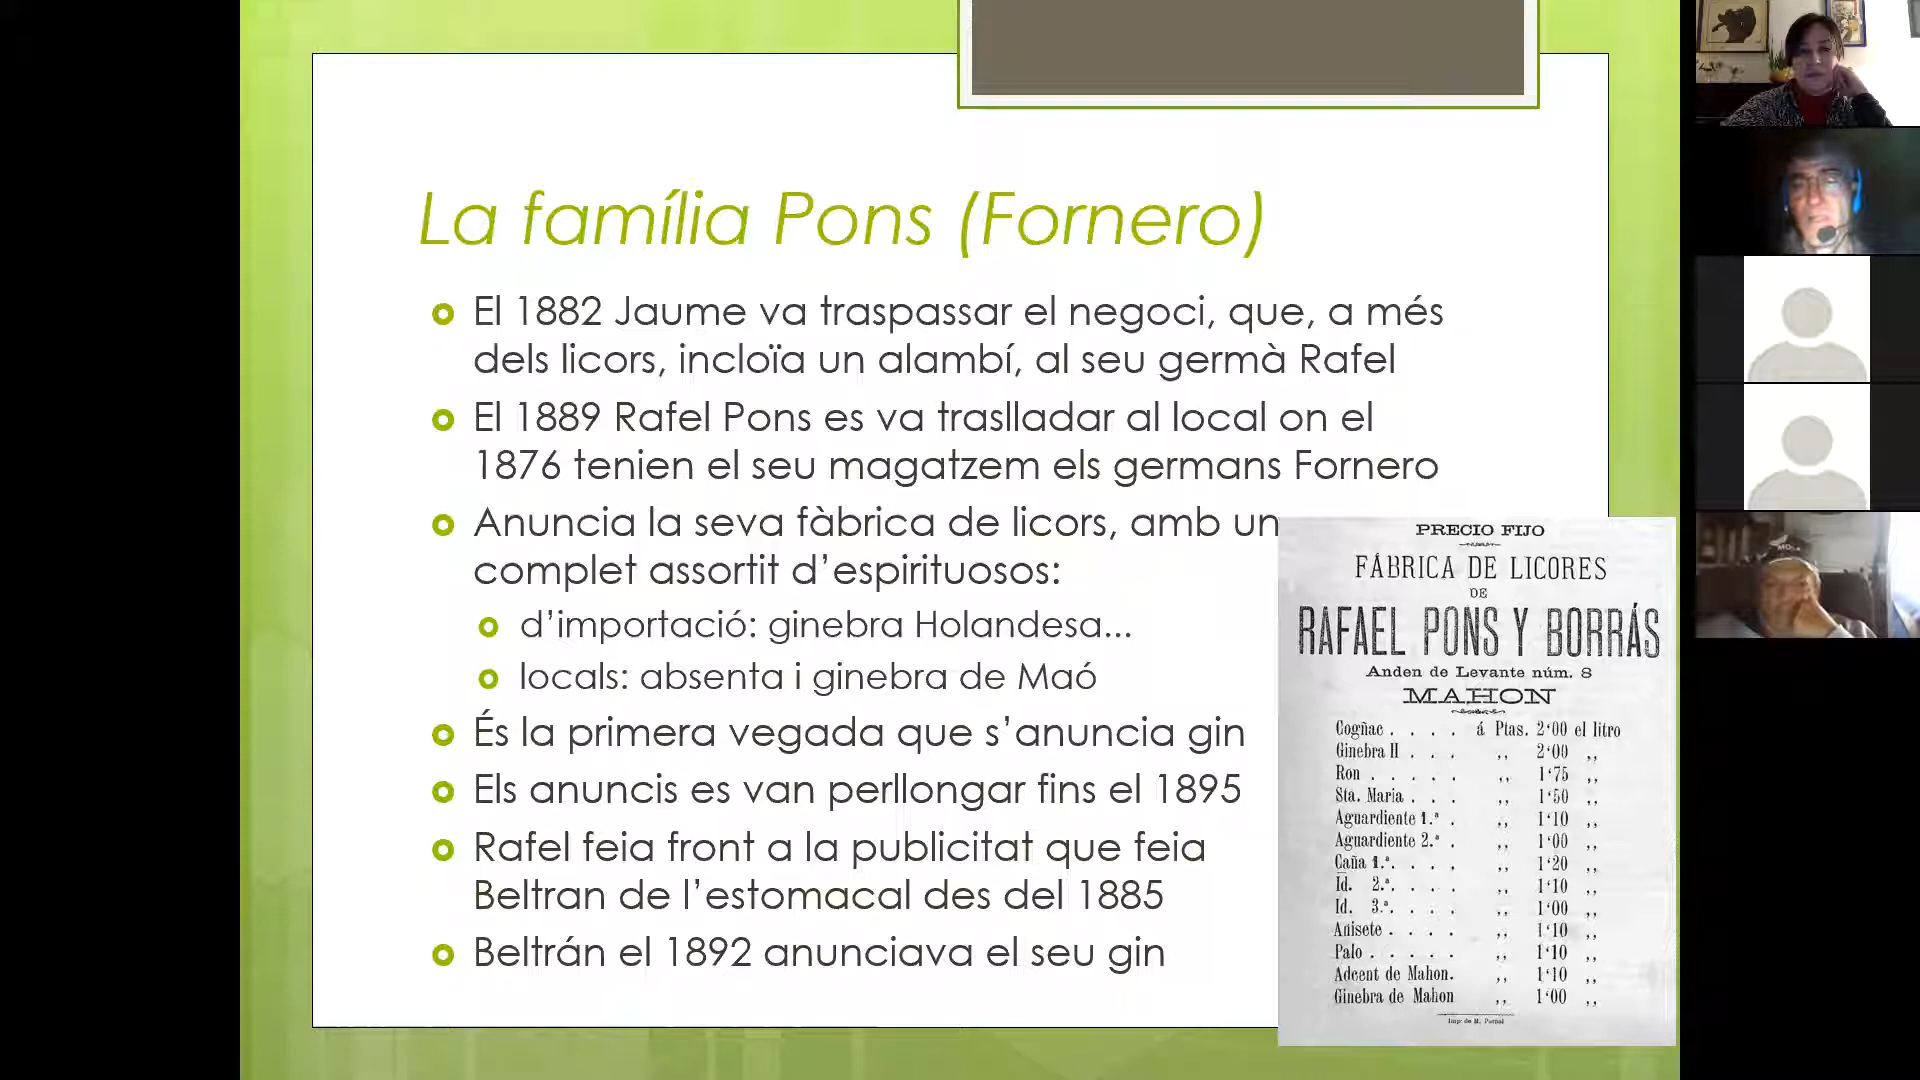 La família Pons (Fornero)
El 1882 Jaume va traspassar el negoci, que, a més
dels licors, incloïa un alambí, al seu germà Rafel
El 1889 Rafel Pons es va traslladar al local on el
1876 tenien el seu magatzem els germans Fornero
Anuncia la seva fàbrica de licors, amb un
complet assortit d’espirituosos:
d’importació: ginebra Holandesa...
locals: absenta i ginebra de Maó
És la primera vegada que s’anuncia gin
Els anuncis es van perllongar fins el 1895
Rafel feia front a la publicitat que feia
Beltran de l’estomacal des del 1885
Beltrán el 1892 anunciava el seu gin
PRECIO FIJO
FÁBRICA DE LICORES
DE
RAFAEL PONS Y BORRÁS
Anden de Levante núm. 8
MAHON
Cogñac . . . . á Ptas. 2‘00 el litro
Ginebra H . . . ,, 2‘00 ,,
Ron . . . . . ,, 1‘75 ,,
Sta. Maria . . . ,, 1‘50 ,,
Aguardiente 1.ª . ,, 1‘10 ,,
Aguardiente 2.ª . ,, 1‘00 ,,
Caña 1.ª. . . . ,, 1‘20 ,,
Id. 2.ª. . . . ,, 1‘10 ,,
Id. 3.ª. . . . ,, 1‘00 ,,
Anisete . . . . ,, 1‘10 ,,
Palo . . . . . ,, 1‘10 ,,
Adcent de Mahon. ,, 1‘10 ,,
Ginebra de Mahon ,, 1‘00 ,,
Imp. de M.